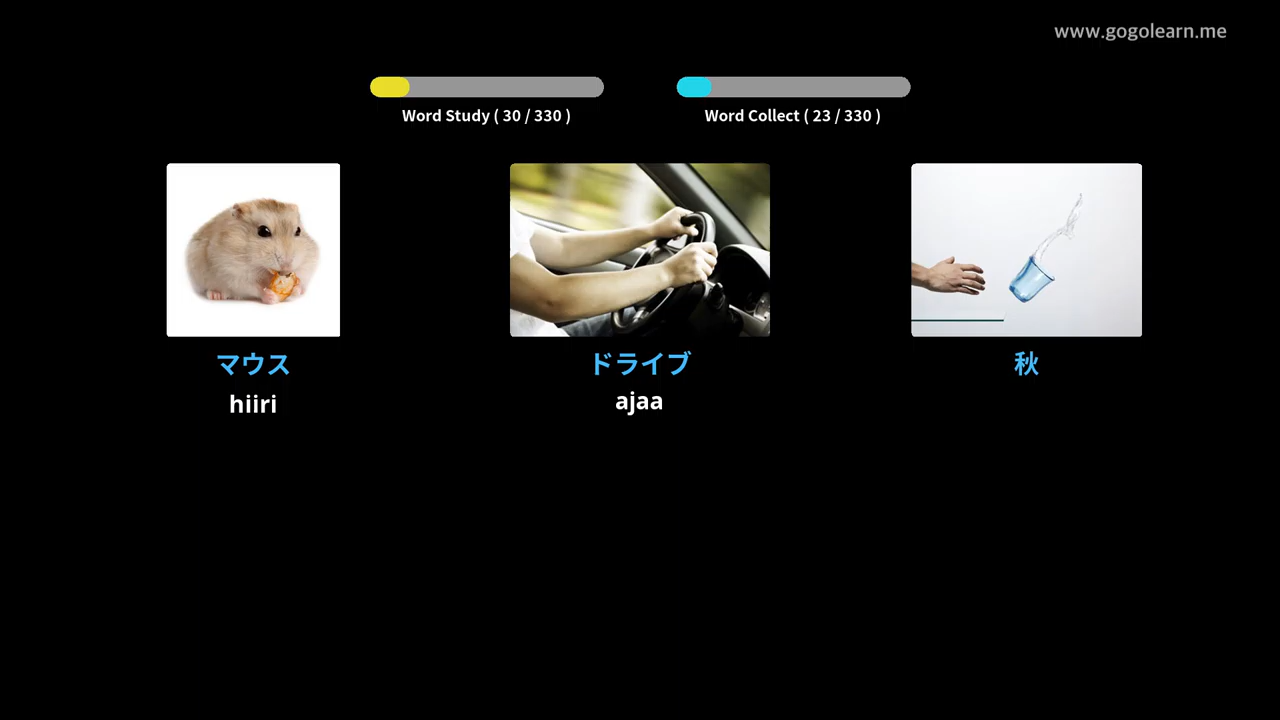 www.gogolearn.me
Word Study ( 30 / 330 )
Word Collect ( 23 / 330 )
マウス
ドライブ
秋
hiiri
ajaa